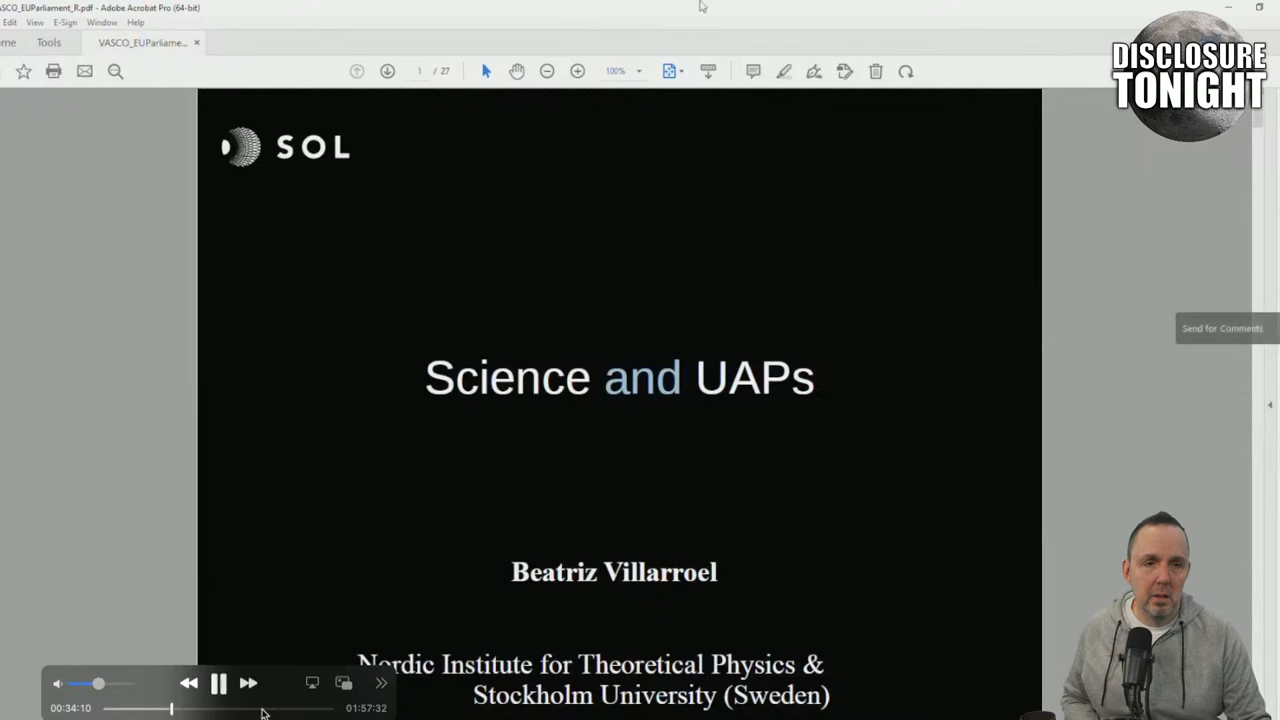 ASCO_EUParliament_R.pdf - Adobe Acrobat Pro (64-bit)
Edit View E-Sign Window Help
ome Tools VASCO_EUParliame... ×
1 / 27 100%
DISCLOSURE
TONIGHT
SOL
Send for Comments
Science and UAPs
Beatriz Villarroel
Nordic Institute for Theoretical Physics &
Stockholm University (Sweden)
00:34:10 01:57:32